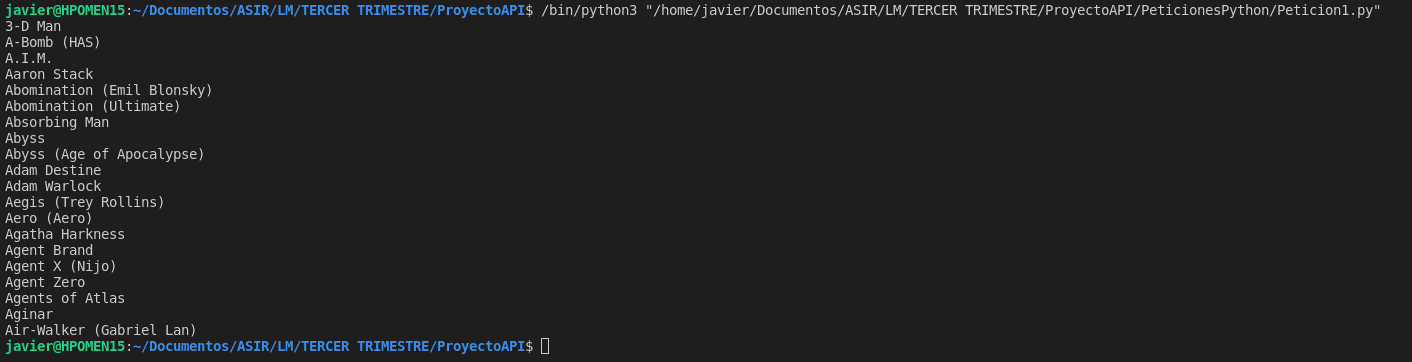 javier@HPOMEN15:~/Documentos/ASIR/LM/TERCER TRIMESTRE/ProyectoAPI$ /bin/python3 "/home/javier/Documentos/ASIR/LM/TERCER TRIMESTRE/ProyectoAPI/PeticionesPython/Peticion1.py"
3-D Man
A-Bomb (HAS)
A.I.M.
Aaron Stack
Abomination (Emil Blonsky)
Abomination (Ultimate)
Absorbing Man
Abyss
Abyss (Age of Apocalypse)
Adam Destine
Adam Warlock
Aegis (Trey Rollins)
Aero (Aero)
Agatha Harkness
Agent Brand
Agent X (Nijo)
Agent Zero
Agents of Atlas
Aginar
Air-Walker (Gabriel Lan)
javier@HPOMEN15:~/Documentos/ASIR/LM/TERCER TRIMESTRE/ProyectoAPI$